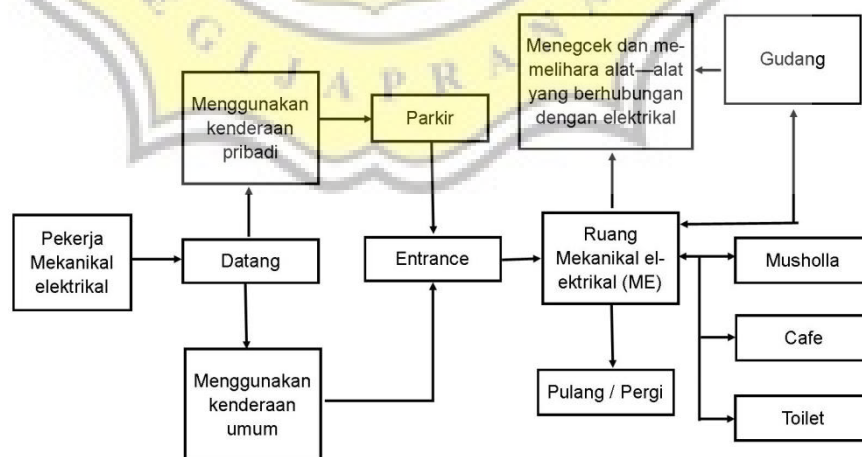 GIJAPRANA
Menegcek dan me-
melihara alat—alat
yang berhubungan
dengan elektrikal
Gudang
Menggunakan
kenderaan
pribadi
Parkir
Pekerja
Mekanikal
elektrikal
Datang
Entrance
Ruang
Mekanikal el-
ektrikal (ME)
Musholla
Cafe
Menggunakan
kenderaan
umum
Pulang / Pergi
Toilet